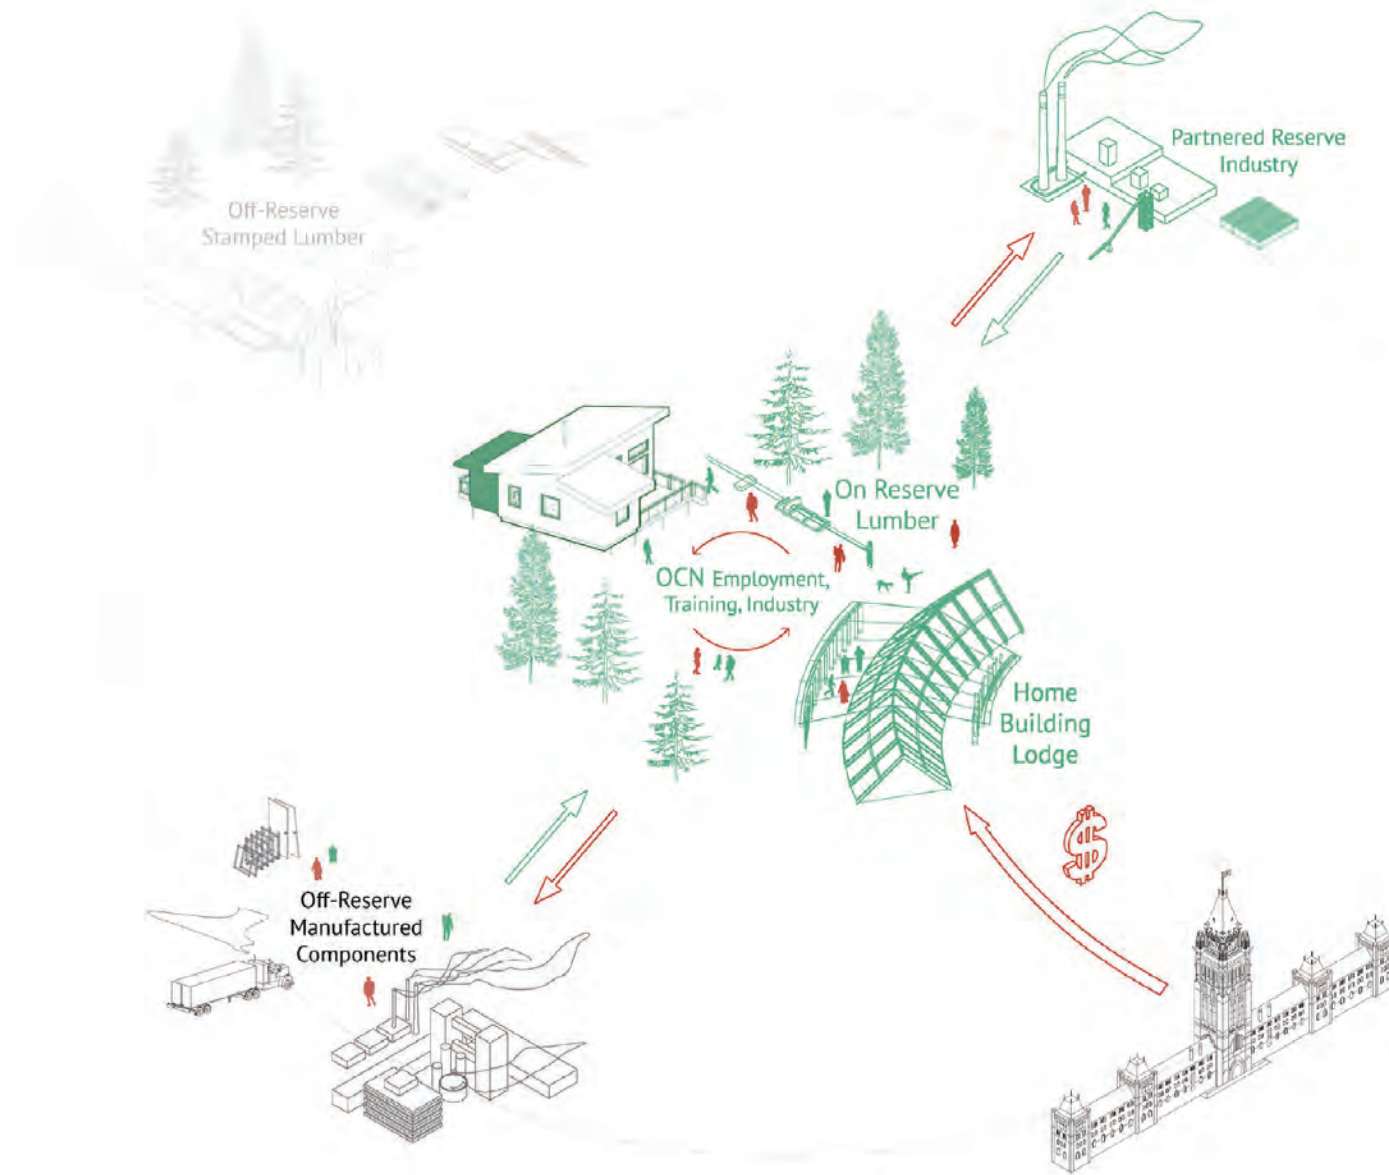 Partnered Reserve
Industry
Off-Reserve
Stamped Lumber
On Reserve
Lumber
OCN Employment,
Training, Industry
Home
Building
Lodge
$
Off-Reserve
Manufactured
Components